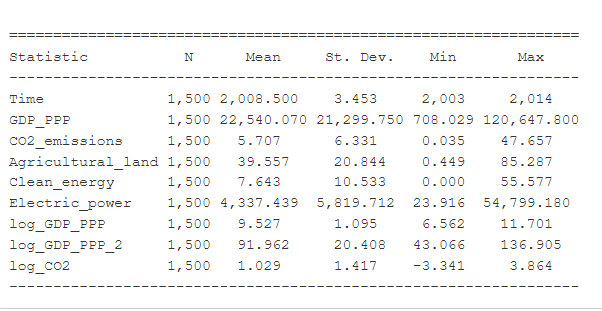 Statistic N Mean St. Dev. Min Max
Time 1,500 2,008.500 3.453 2,003 2,014
GDP_PPP 1,500 22,540.070 21,299.750 708.029 120,647.800
CO2_emissions 1,500 5.707 6.331 0.035 47.657
Agricultural_land 1,500 39.557 20.844 0.449 85.287
Clean_energy 1,500 7.643 10.533 0.000 55.577
Electric_power 1,500 4,337.439 5,819.712 23.916 54,799.180
log_GDP_PPP 1,500 9.527 1.095 6.562 11.701
log_GDP_PPP_2 1,500 91.962 20.408 43.066 136.905
log_CO2 1,500 1.029 1.417 -3.341 3.864